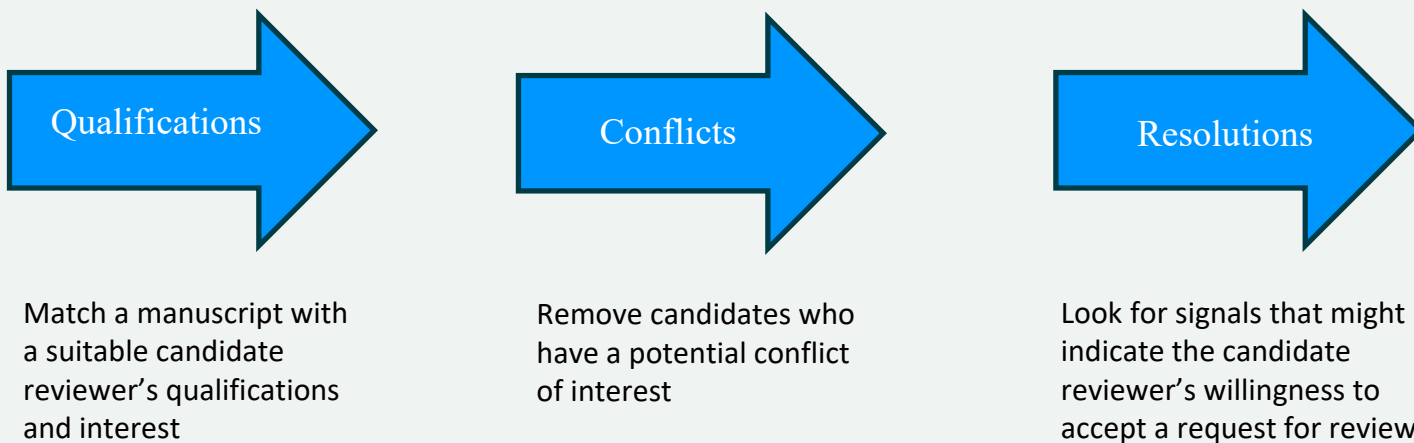 Qualifications
Match a manuscript with
a suitable candidate
reviewer’s qualifications
and interest
Conflicts
Remove candidates who
have a potential conflict
of interest
Resolutions
Look for signals that might
indicate the candidate
reviewer’s willingness to
accept a request for review